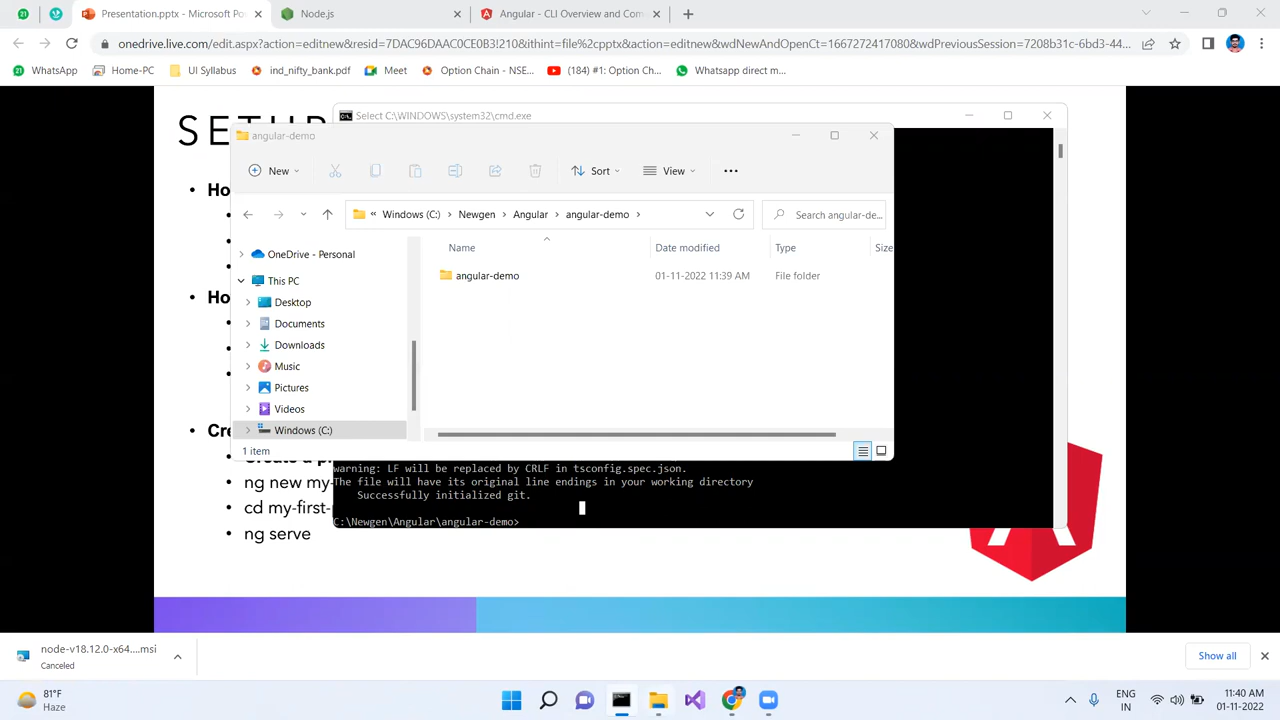 Presentation.pptx - Microsoft Po
Node.js
Angular - CLI Overview and Com
onedrive.live.com/edit.aspx?action=editnew&resid=7DAC96DAAC0CEB3!210&ithint=file%2cpptx&action=editnew&wdNewAndOpenCt=1667272417080&wdPreviousSession=7208b31c-6bd3-44...
21 WhatsApp
Home-PC
UI Syllabus
ind_nifty_bank.pdf
Meet
Option Chain - NSE...
(184) #1: Option Ch...
Whatsapp direct m...
SETUP
Select C:\WINDOWS\system32\cmd.exe
angular-demo
New
Sort
View
« Windows (C:) > Newgen > Angular > angular-demo >
Search angular-de...
Name
Date modified
Type
Size
OneDrive - Personal
angular-demo
01-11-2022 11:39 AM
File folder
This PC
Desktop
Documents
Downloads
Music
Pictures
Videos
Windows (C:)
1 item
• Ho
• Ho
• Cre
• Create a p
• ng new my-
• cd my-first-
• ng serve
warning: LF will be replaced by CRLF in tsconfig.spec.json.
The file will have its original line endings in your working directory
Successfully initialized git.
C:\Newgen\Angular\angular-demo>
node-v18.12.0-x64....msi
Canceled
Show all
81°F
Haze
ENG
IN
11:40 AM
01-11-2022